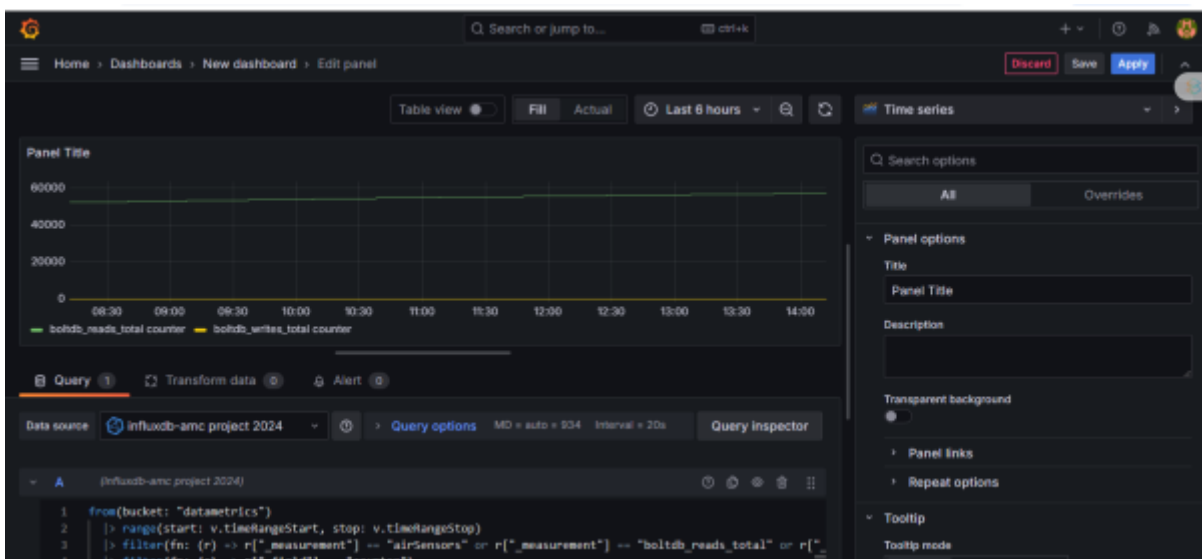 Search or jump to... ctrl+k
Home › Dashboards › New dashboard › Edit panel
Discard Save Apply
Table view Fill Actual Last 6 hours
Time series
Panel Title
60000
40000
20000
0
08:30 09:00 09:30 10:00 10:30 11:00 11:30 12:00 12:30 13:00 13:30 14:00
boltdb_reads_total counter boltdb_writes_total counter
Search options
All Overrides
Panel options
Title
Panel Title
Description
Transparent background
Panel links
Repeat options
Tooltip
Tooltip mode
Query 1 Transform data 0 Alert 0
Data source influxdb-amc project 2024 Query options MD = auto = 934 Interval = 20s Query inspector
A (influxdb-amc project 2024)
1 from(bucket: "datametrics")
2 |> range(start: v.timeRangeStart, stop: v.timeRangeStop)
3 |> filter(fn: (r) => r["_measurement"] == "airSensors" or r["_measurement"] == "boltdb_reads_total" or r["_